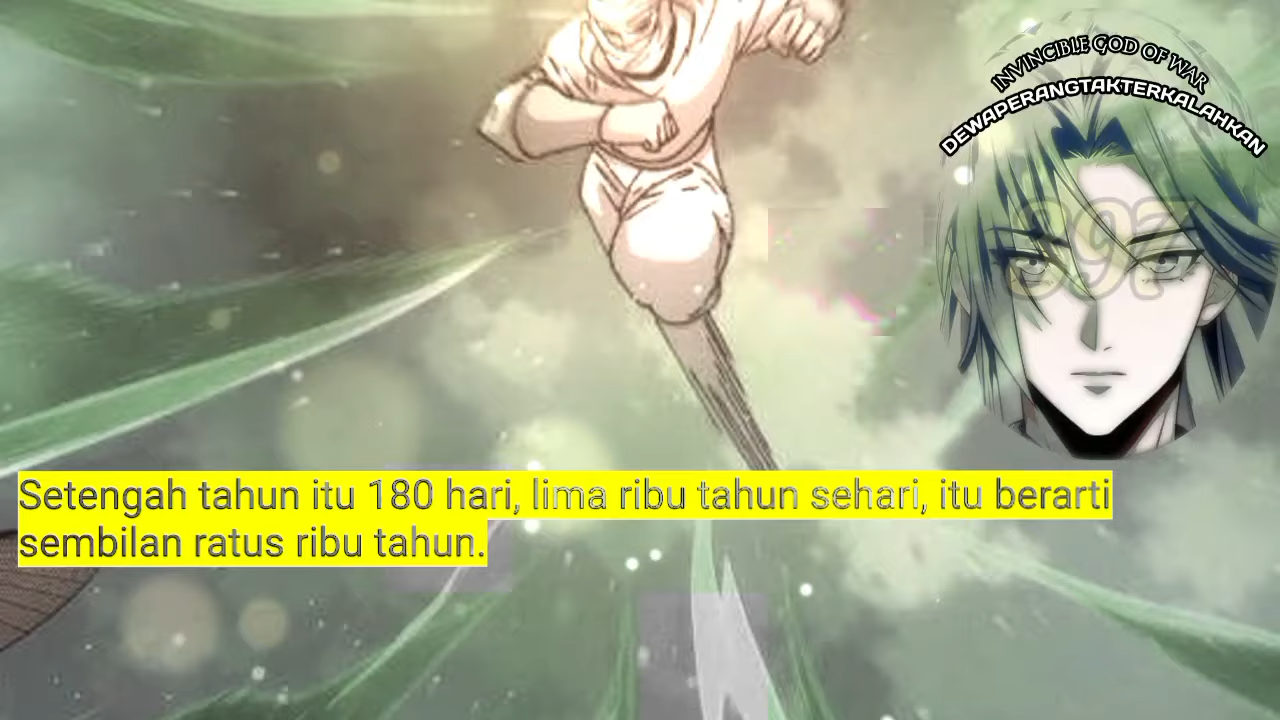 INVINCIBLE GOD OF WAR
DEWAPERANGTAKTERKALAHKAN
397
Setengah tahun itu 180 hari, lima ribu tahun sehari, itu berarti
sembilan ratus ribu tahun.